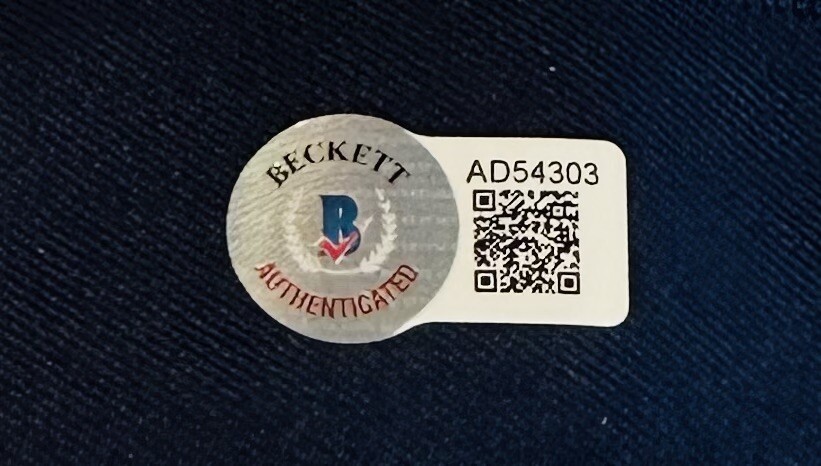 BECKETT
B
AUTHENTICATED
AD54303